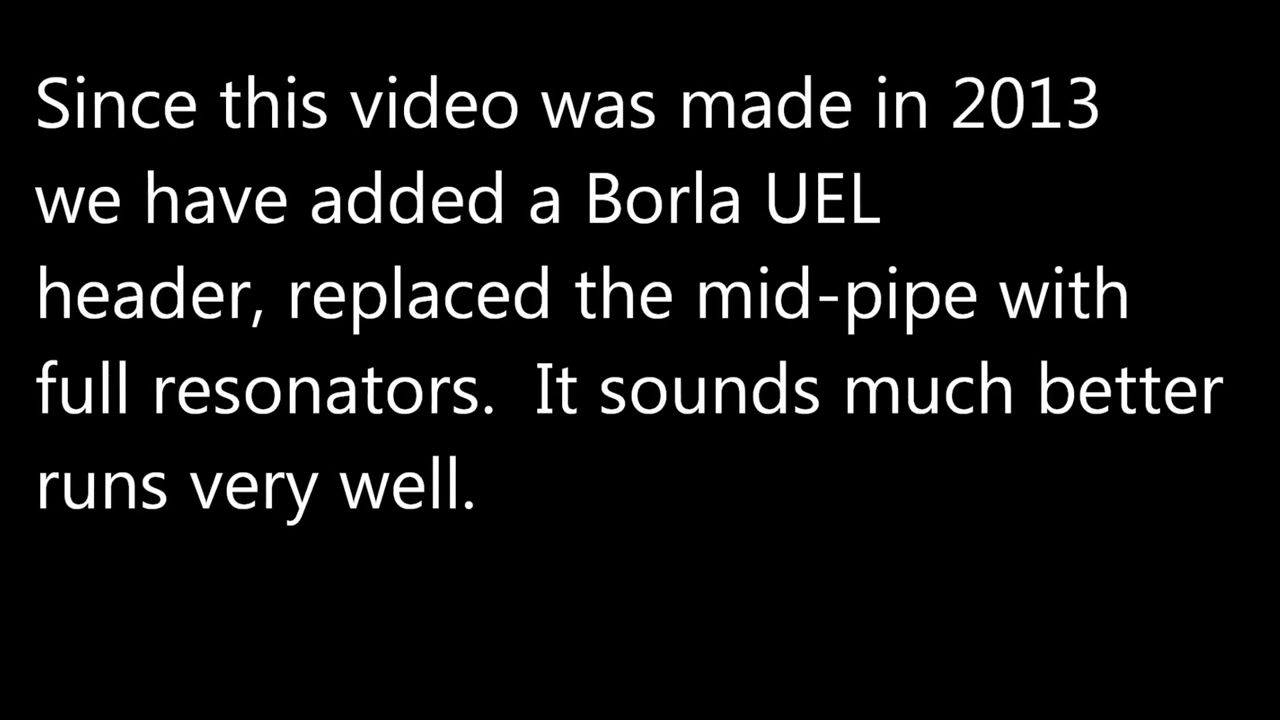 Since this video was made in 2013
we have added a Borla UEL
header, replaced the mid-pipe with
full resonators.  It sounds much better
runs very well.